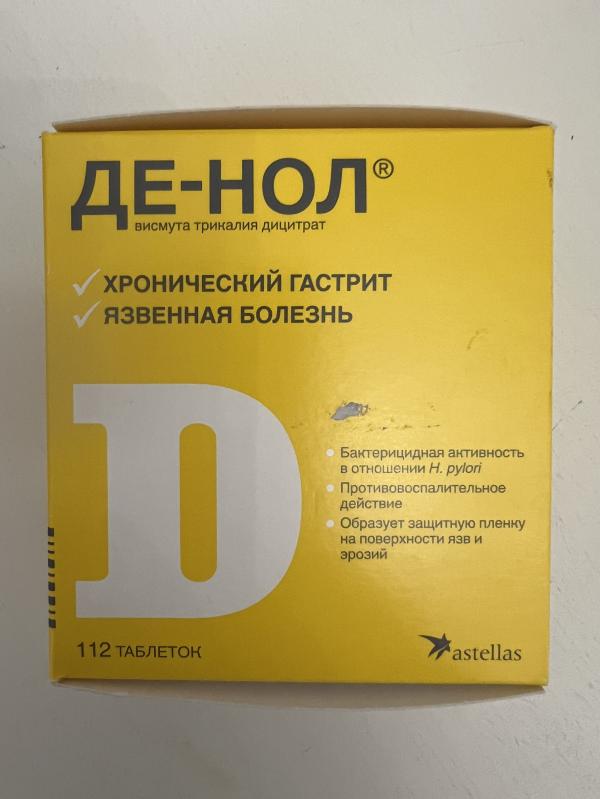 ДЕ-НОЛ®
висмута трикалия дицитрат
ХРОНИЧЕСКИЙ ГАСТРИТ
ЯЗВЕННАЯ БОЛЕЗНЬ
D
Бактерицидная активность
в отношении H. pylori
Противовоспалительное
действие
Образует защитную пленку
на поверхности язв и
эрозий
112 ТАБЛЕТОК
astellas